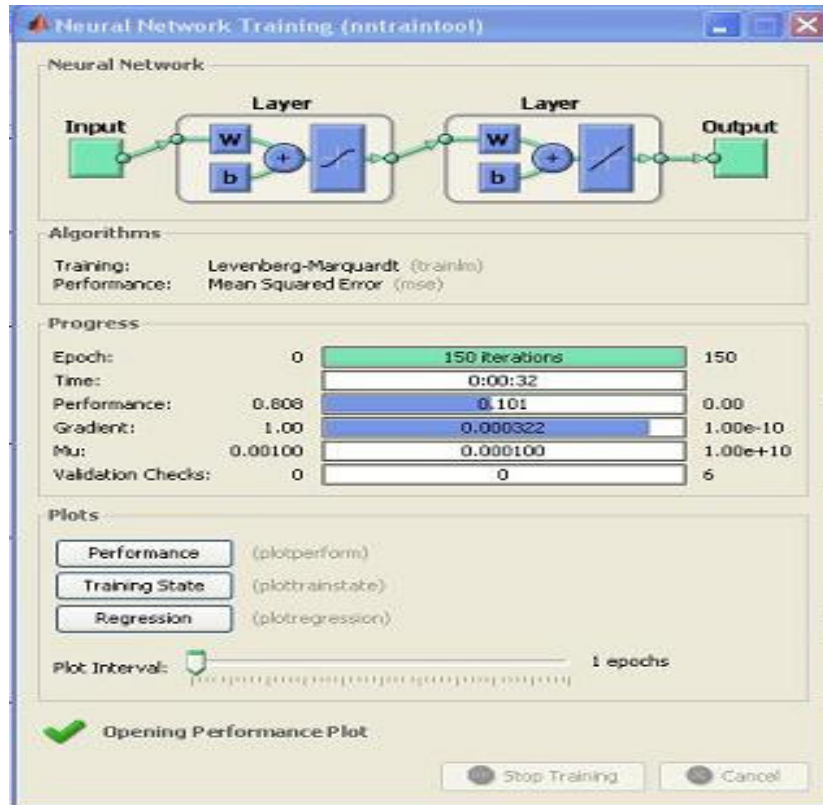 Neural Network Training (nntraintool)
Neural Network
Layer Layer
Input Output
W W
b b
Algorithms
Training: Levenberg-Marquardt (trainlm)
Performance: Mean Squared Error (mse)
Progress
Epoch: 0 150 iterations 150
Time: 0:00:32
Performance: 0.808 0.101 0.00
Gradient: 1.00 0.000322 1.00e-10
Mu: 0.00100 0.000100 1.00e+10
Validation Checks: 0 0 6
Plots
Performance (plotperform)
Training State (plottrainstate)
Regression (plotregression)
Plot Interval: 1 epochs
Opening Performance Plot
Stop Training Cancel